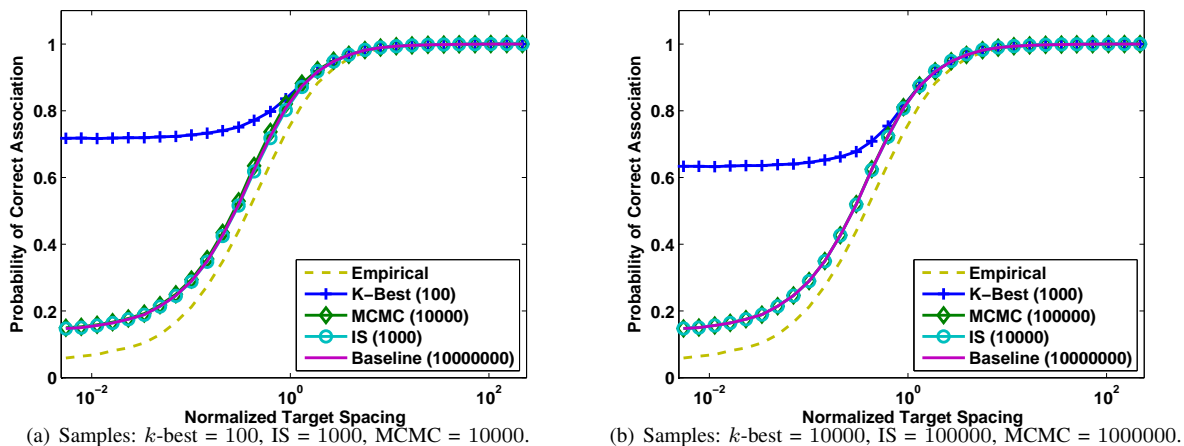 Probability of Correct Association
1
0.8
0.6
0.4
0.2
0
Empirical
K−Best (100)
MCMC (10000)
IS (1000)
Baseline (10000000)
10^−2 10^0 10^2
Normalized Target Spacing
(a) Samples: k-best = 100, IS = 1000, MCMC = 10000.
Probability of Correct Association
1
0.8
0.6
0.4
0.2
0
Empirical
K−Best (1000)
MCMC (100000)
IS (10000)
Baseline (10000000)
10^−2 10^0 10^2
Normalized Target Spacing
(b) Samples: k-best = 10000, IS = 100000, MCMC = 1000000.